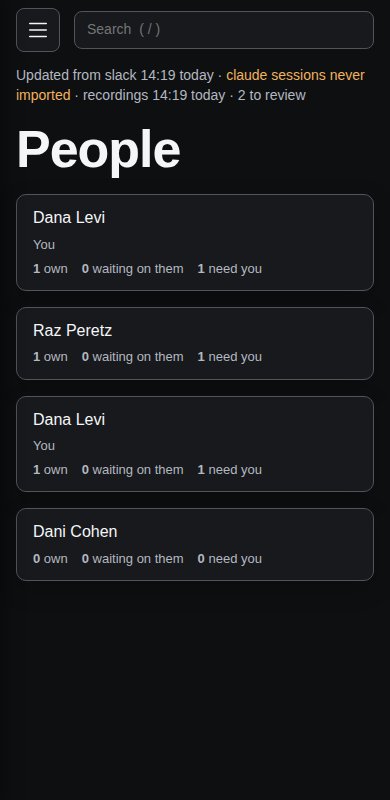 Search ( / )
Updated from slack 14:19 today · claude sessions never
imported · recordings 14:19 today · 2 to review
People
Dana Levi
You
1 own 0 waiting on them 1 need you
Raz Peretz
1 own 0 waiting on them 1 need you
Dana Levi
You
1 own 0 waiting on them 1 need you
Dani Cohen
0 own 0 waiting on them 0 need you